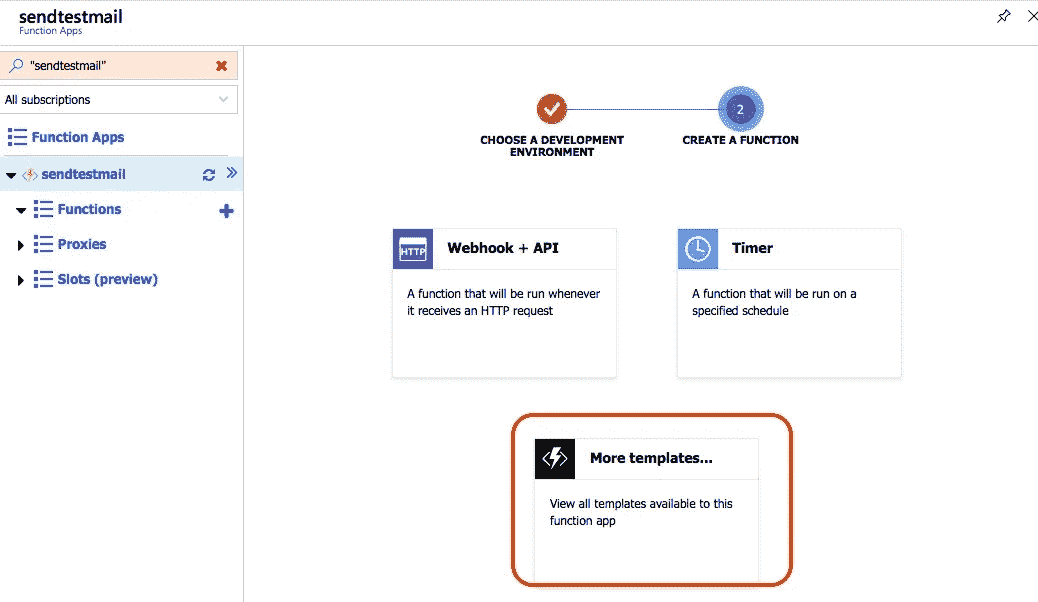 sendtestmail
Function Apps
"sendtestmail"
All subscriptions
Function Apps
sendtestmail
Functions
Proxies
Slots (preview)
2
CHOOSE A DEVELOPMENT
ENVIRONMENT
CREATE A FUNCTION
HTTP
Webhook + API
A function that will be run whenever
it receives an HTTP request
Timer
A function that will be run on a
specified schedule
More templates...
View all templates available to this
function app